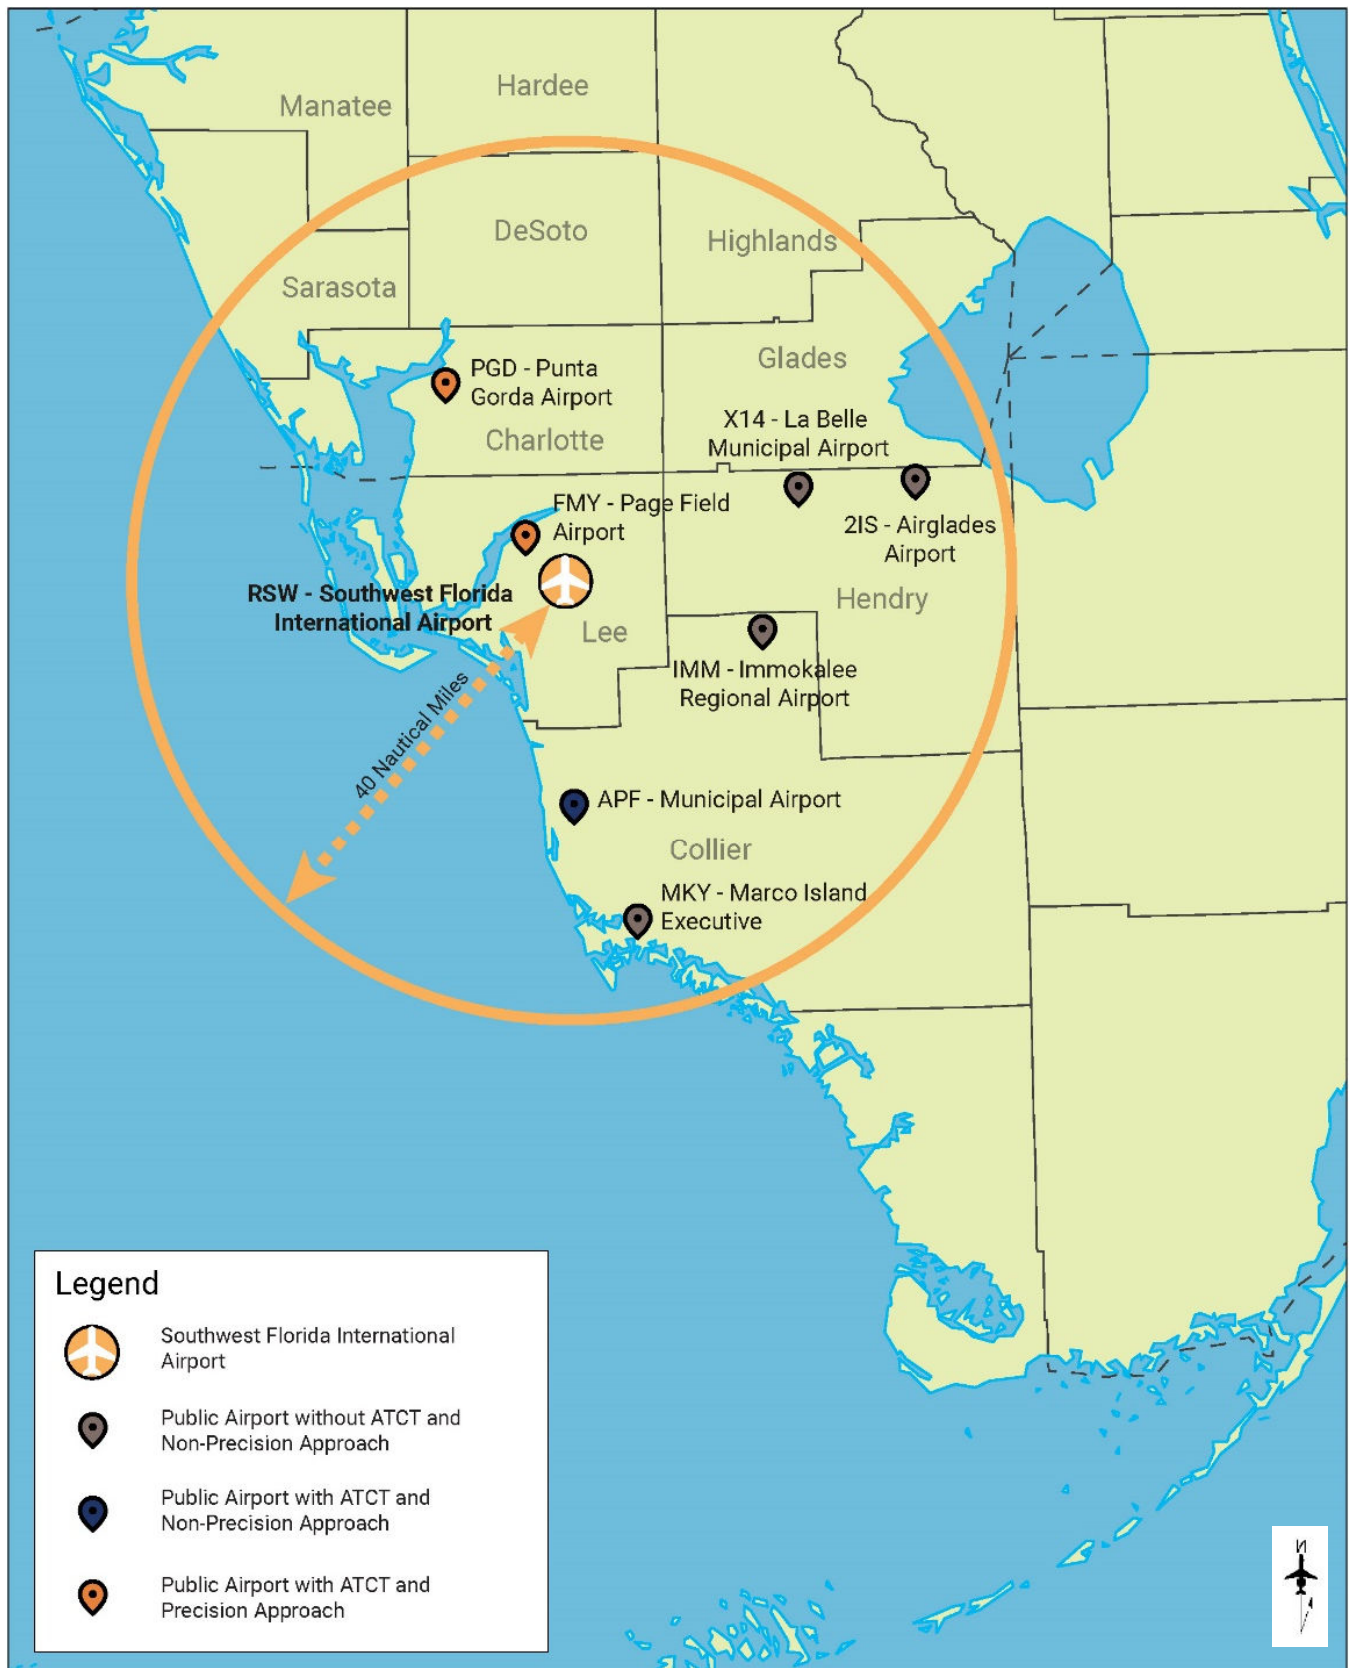 Hardee
Manatee
DeSoto
Highlands
Sarasota
Glades
PGD - Punta
Gorda Airport
X14 - La Belle
Municipal Airport
Charlotte
FMY - Page Field
Airport
2IS - Airglades
Airport
RSW - Southwest Florida
International Airport
Hendry
Lee
IMM - Immokalee
Regional Airport
40 Nautical Miles
APF - Municipal Airport
Collier
MKY - Marco Island
Executive
Legend
Southwest Florida International
Airport
Public Airport without ATCT and
Non-Precision Approach
Public Airport with ATCT and
Non-Precision Approach
Public Airport with ATCT and
Precision Approach
N